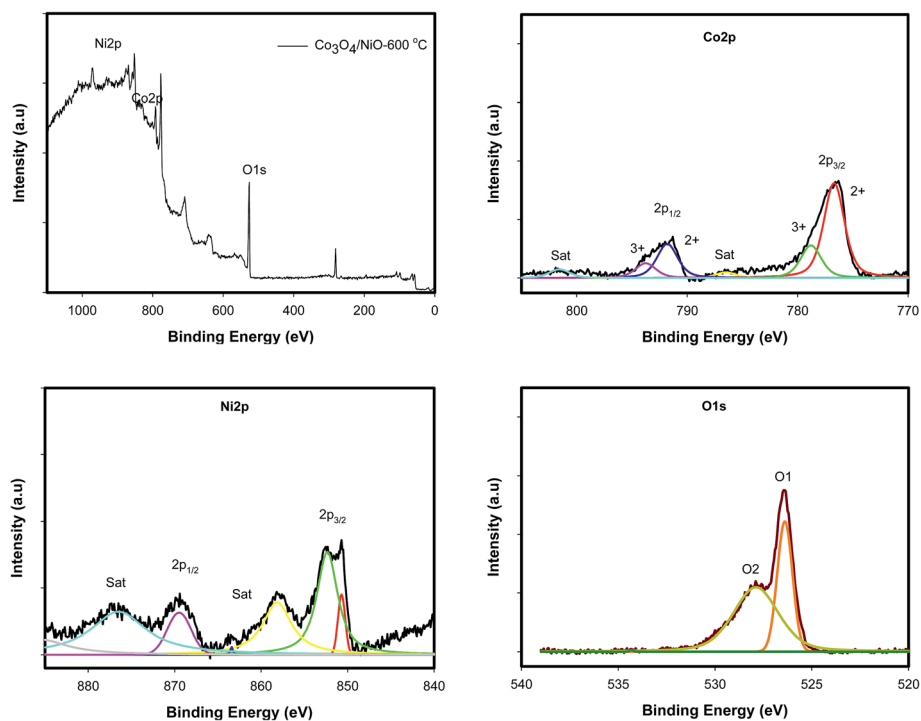 Ni2p
Co₃O₄/NiO-600 °C
Co2p
O1s
Intensity (a.u)
1000 800 600 400 200 0
Binding Energy (eV)
Co2p
2p3/2
2+
3+
2p1/2
3+ 2+
Sat Sat
Intensity (a.u)
800 790 780 770
Binding Energy (eV)
Ni2p
2p3/2
2p1/2
Sat Sat
Intensity (a.u)
880 870 860 850 840
Binding Energy (eV)
O1s
O1
O2
Intensity (a.u)
540 535 530 525 520
Binding Energy (eV)